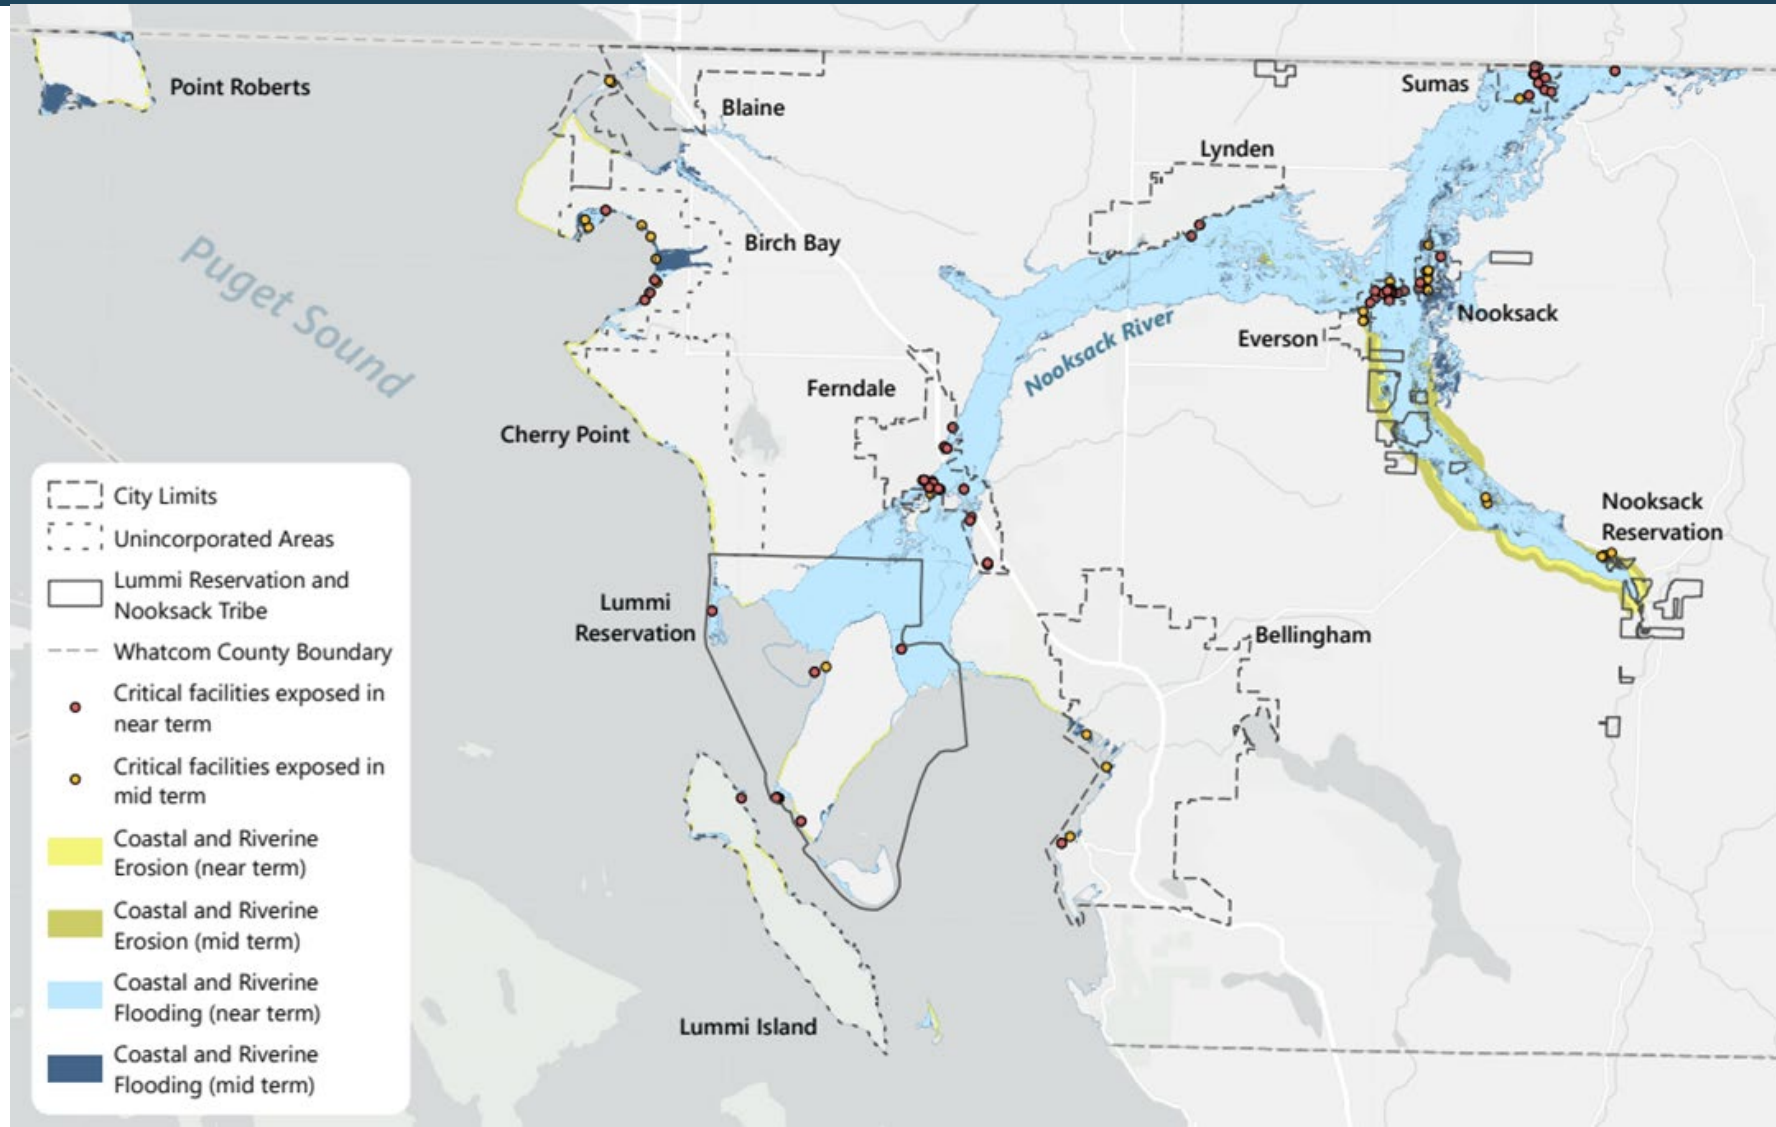 Point Roberts
Blaine
Sumas
Lynden
Birch Bay
Puget Sound
Nooksack River
Everson
Nooksack
Ferndale
Cherry Point
Nooksack
Reservation
Lummi
Reservation
Bellingham
Lummi Island
City Limits
Unincorporated Areas
Lummi Reservation and
Nooksack Tribe
Whatcom County Boundary
Critical facilities exposed in
near term
Critical facilities exposed in
mid term
Coastal and Riverine
Erosion (near term)
Coastal and Riverine
Erosion (mid term)
Coastal and Riverine
Flooding (near term)
Coastal and Riverine
Flooding (mid term)